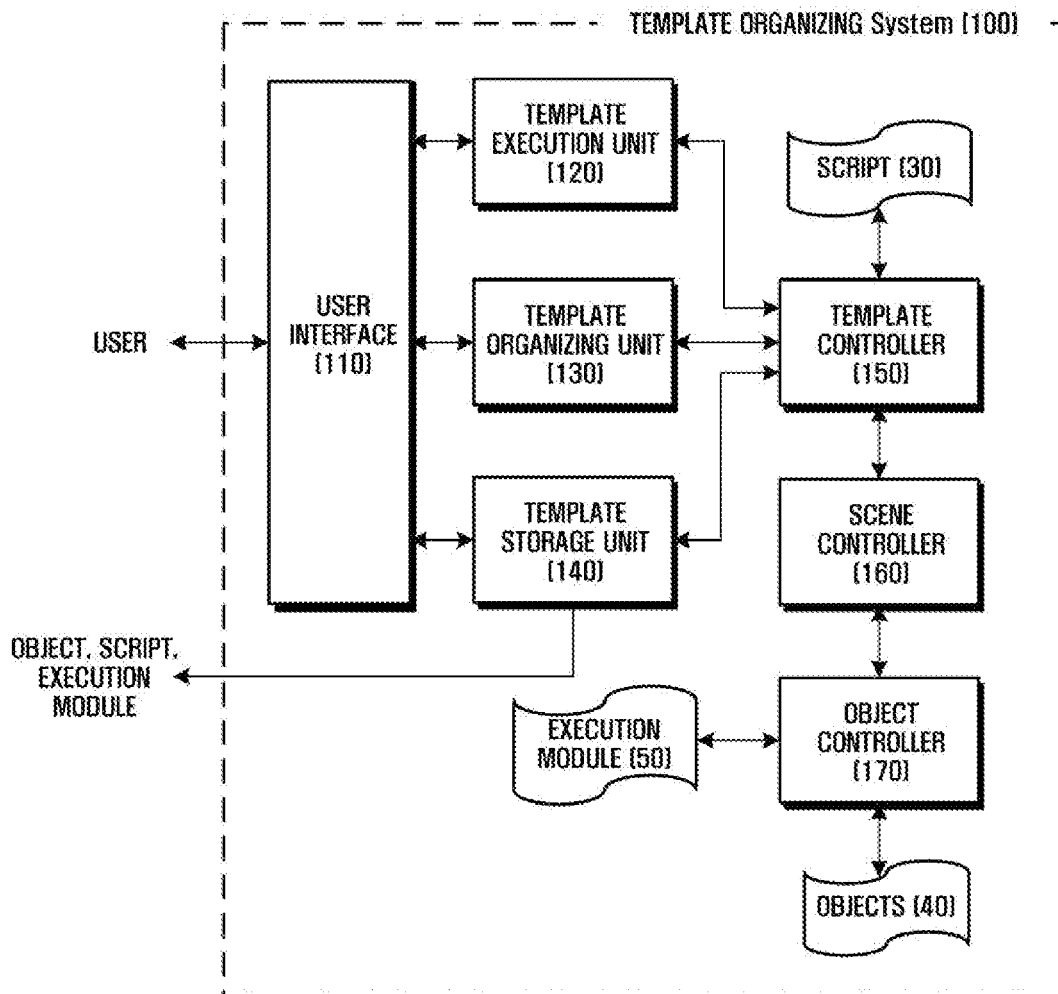 TEMPLATE ORGANIZING System (100)
TEMPLATE
EXECUTION UNIT
(120)
SCRIPT (30)
USER
USER
INTERFACE
(110)
TEMPLATE
ORGANIZING UNIT
(130)
TEMPLATE
CONTROLLER
(150)
TEMPLATE
STORAGE UNIT
(140)
SCENE
CONTROLLER
(160)
OBJECT, SCRIPT,
EXECUTION
MODULE
EXECUTION
MODULE (50)
OBJECT
CONTROLLER
(170)
OBJECTS (40)